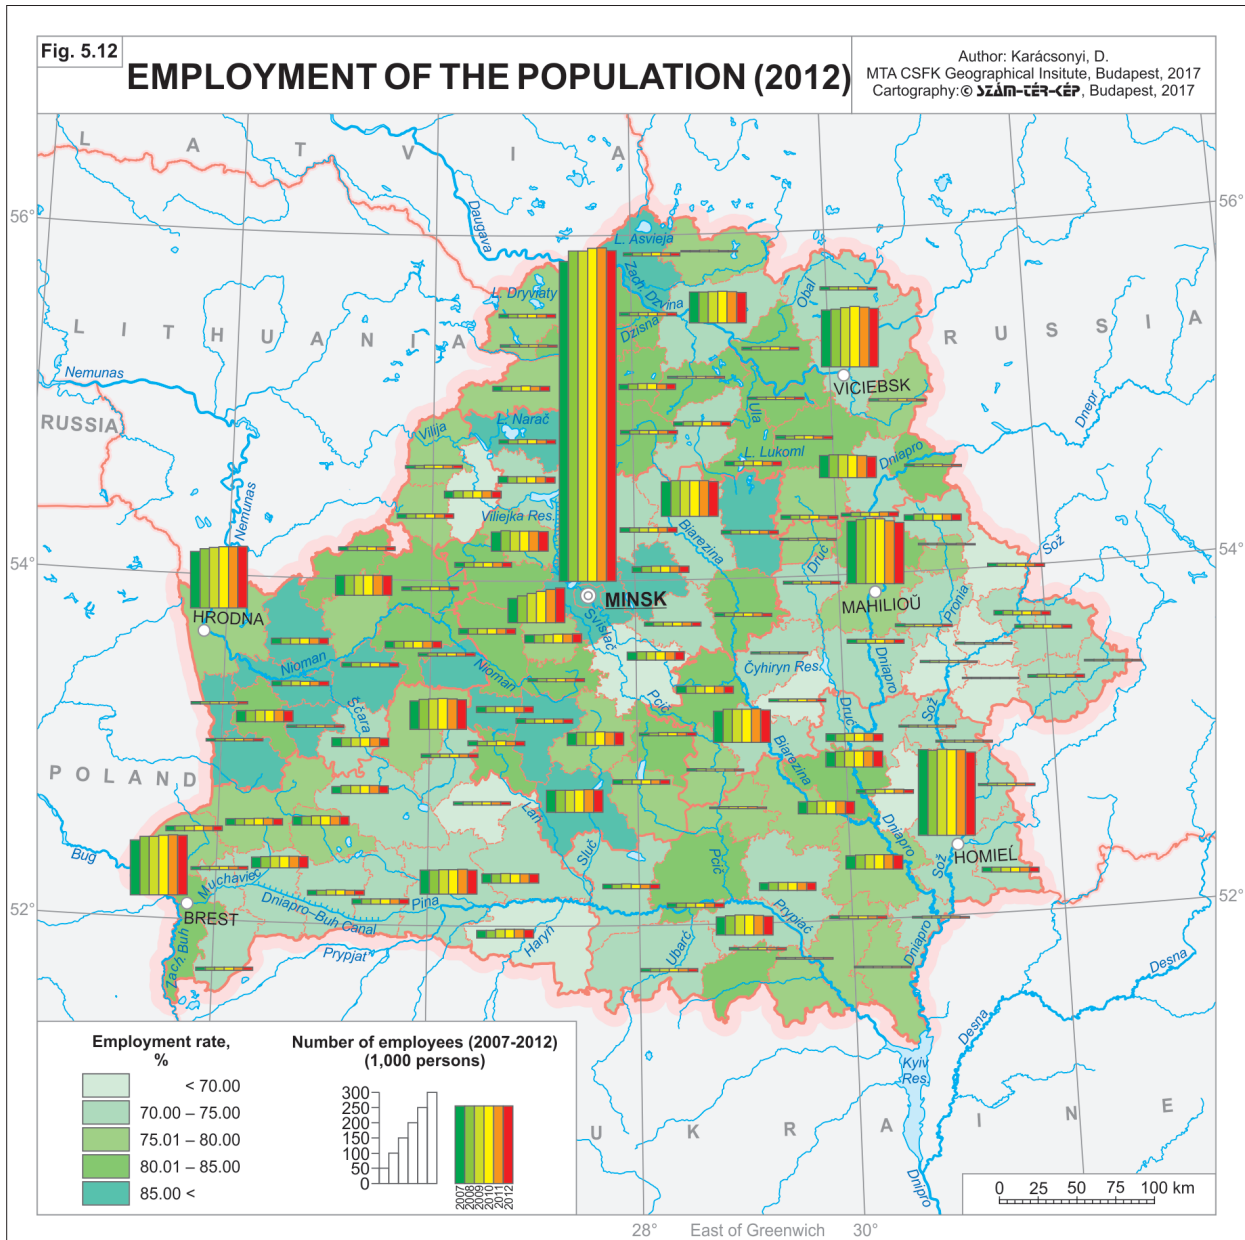 Fig. 5.12
EMPLOYMENT OF THE POPULATION (2012)
Author: Karácsonyi, D.
MTA CSFK Geographical Insitute, Budapest, 2017
Cartography:© SZÁM-TÉR-KÉP, Budapest, 2017
L A T V I A
56°
56°
Daugava
L. Asvieja
Zach. Dzvina
L. Dryviaty
Obal
Dzisna
L I T H U A N I A
R U S S I A
Nemunas
VICIEBSK
Dnepr
RUSSIA
L. Narač
Ula
Vilija
L. Lukoml
Dniapro
Nemunas
Viliejka Res.
Biarezina
Druć
Sož
54°
54°
MINSK
MAHILIOŬ
Pronia
HRODNA
Svislač
Nioman
Nioman
Čyhiryn Res.
Dniapro
Ščara
Pcič
Druć
Sož
Biarezina
P O L A N D
Lań
Dniapro
Bug
Słuč
Pcič
Sož
HOMIEĹ
Muchaviec
Dniapro-Buh Canal
Pina
52°
52°
BREST
Prypiać
Zach. Buh
Prypjať
Haryń
Ubarć
Dniapro
Desna
Desna
Kyiv
Res.
U K R A I N E
Dnipro
Employment rate,
%
< 70.00
70.00 – 75.00
75.01 – 80.00
80.01 – 85.00
85.00 <
Number of employees (2007-2012)
(1,000 persons)
300
250
200
150
100
50
0
2007
2008
2009
2010
2011
2012
0 25 50 75 100 km
28° East of Greenwich 30°